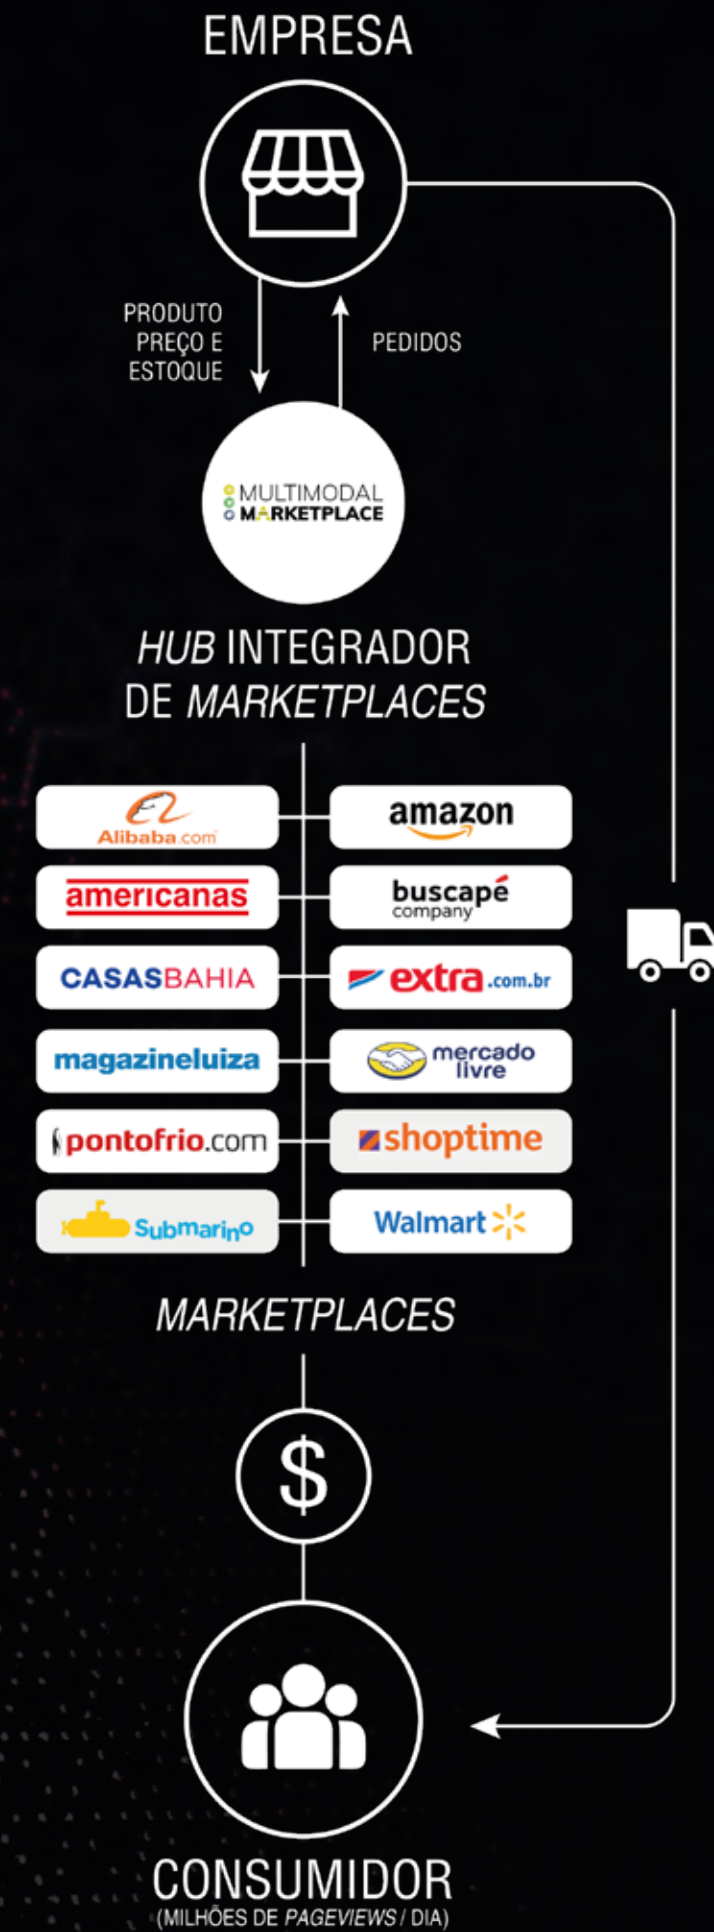 EMPRESA
PRODUTO
PREÇO E
ESTOQUE
PEDIDOS
MULTIMODAL
MARKETPLACE
HUB INTEGRADOR
DE MARKETPLACES
Alibaba.com
amazon
americanas
buscapé
company
CASASBAHIA
extra.com.br
magazineluiza
mercado
livre
pontofrio.com
shoptime
Submarino
Walmart
MARKETPLACES
$
CONSUMIDOR
(MILHÕES DE PAGEVIEWS / DIA)